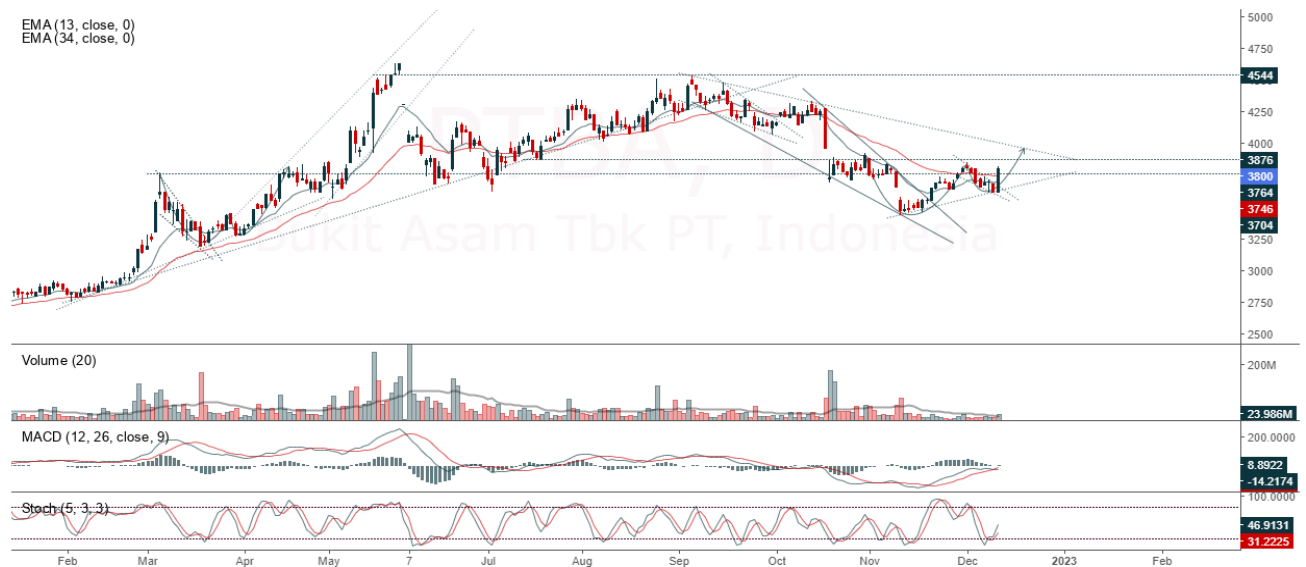 EMA (13, close, 0)
EMA (34, close, 0)
5000
4750
4544
4250
4000
3876
3800
3764
3746
3704
3250
3000
2750
2500
Bukit Asam Tbk PT, Indonesia
Volume (20)
200M
23.986M
MACD (12, 26, close, 9)
200.0000
8.8922
-14.2174
100.0000
Stoch (5, 3, 3)
46.9131
31.2225
Feb Mar Apr May 7 Jul Aug Sep Oct Nov Dec 2023 Feb